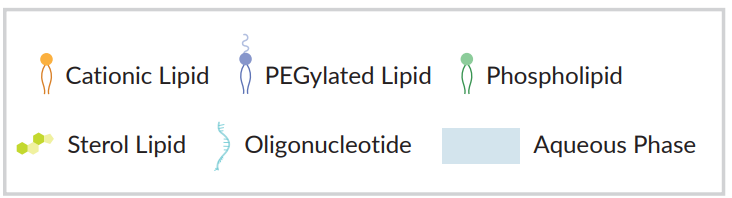 Cationic Lipid PEGylated Lipid Phospholipid
Sterol Lipid Oligonucleotide Aqueous Phase